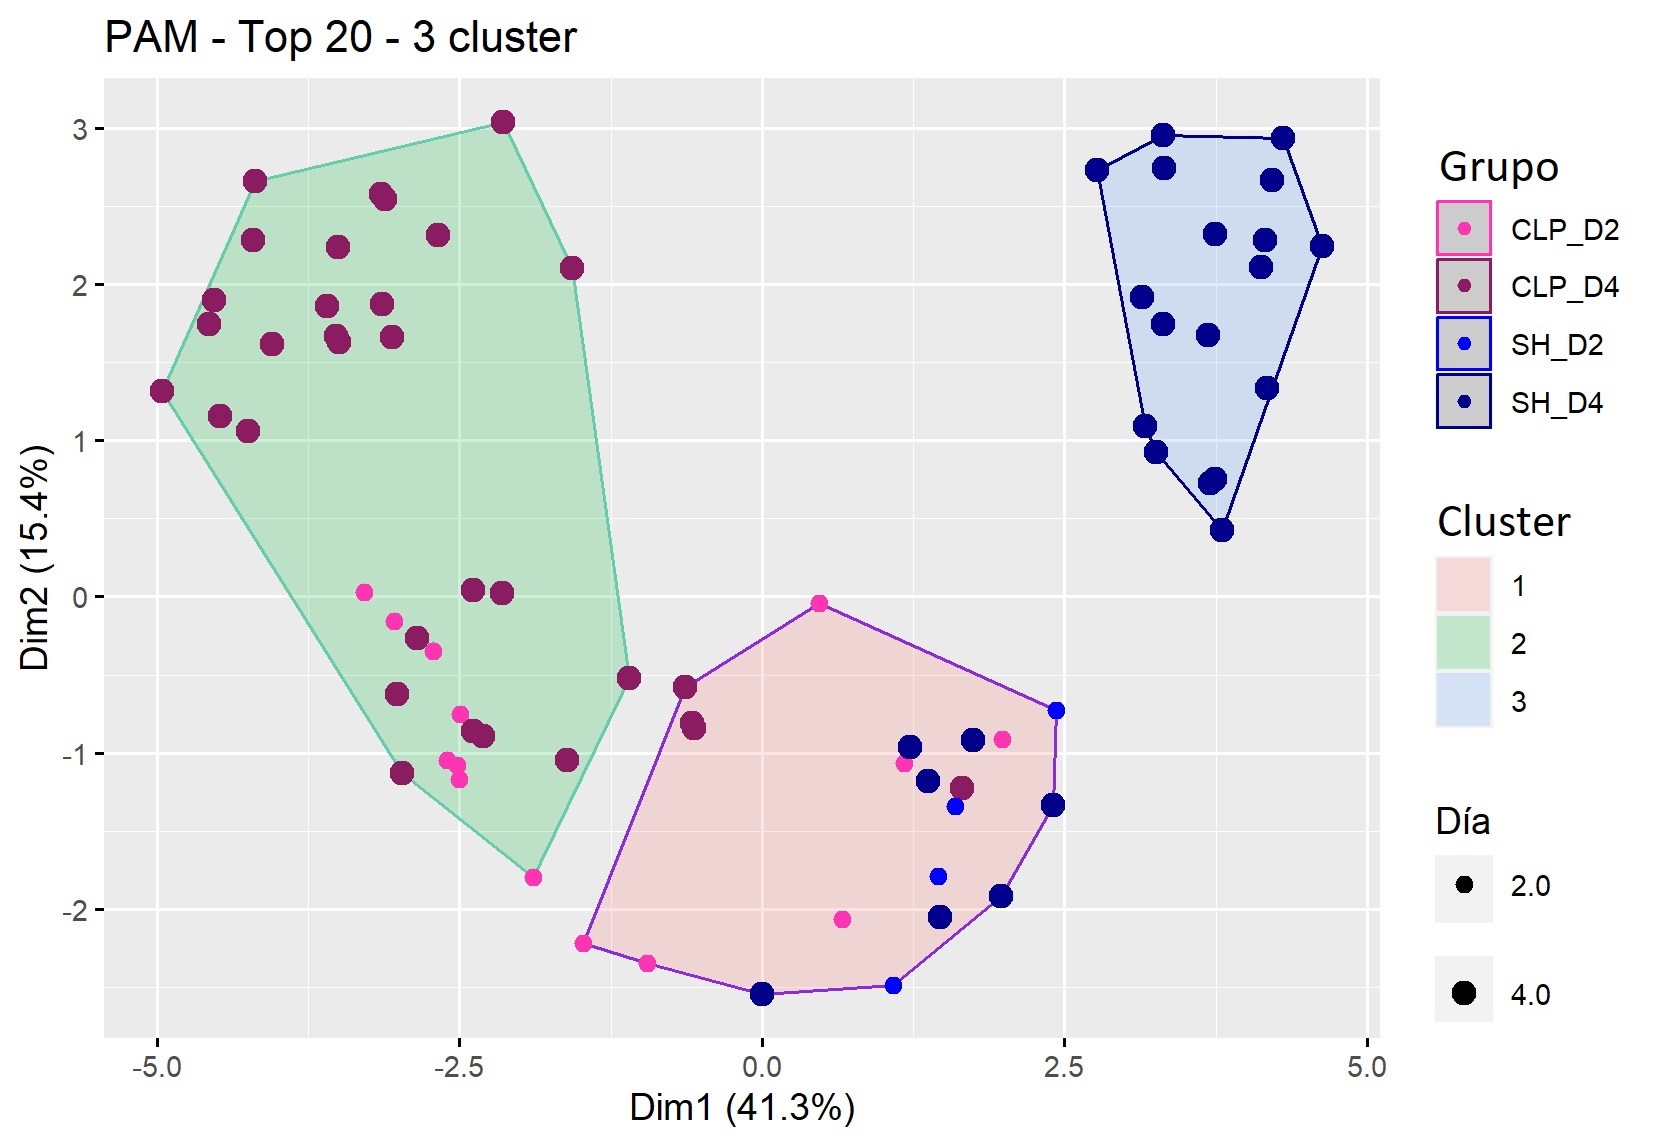 PAM - Top 20 - 3 cluster
3
2
1
0
-1
-2
Dim2 (15.4%)
-5.0
-2.5
0.0
2.5
5.0
Dim1 (41.3%)
Grupo
CLP_D2
CLP_D4
SH_D2
SH_D4
Cluster
1
2
3
Día
2.0
4.0